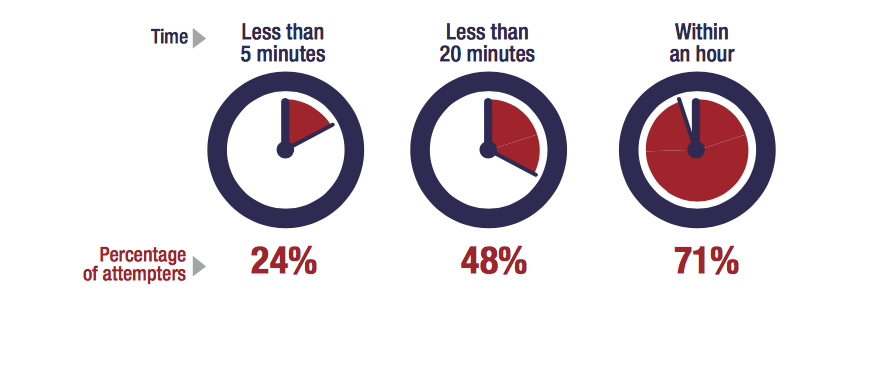 Time
Less than
5 minutes
Less than
20 minutes
Within
an hour
Percentage
of attempters
24%
48%
71%